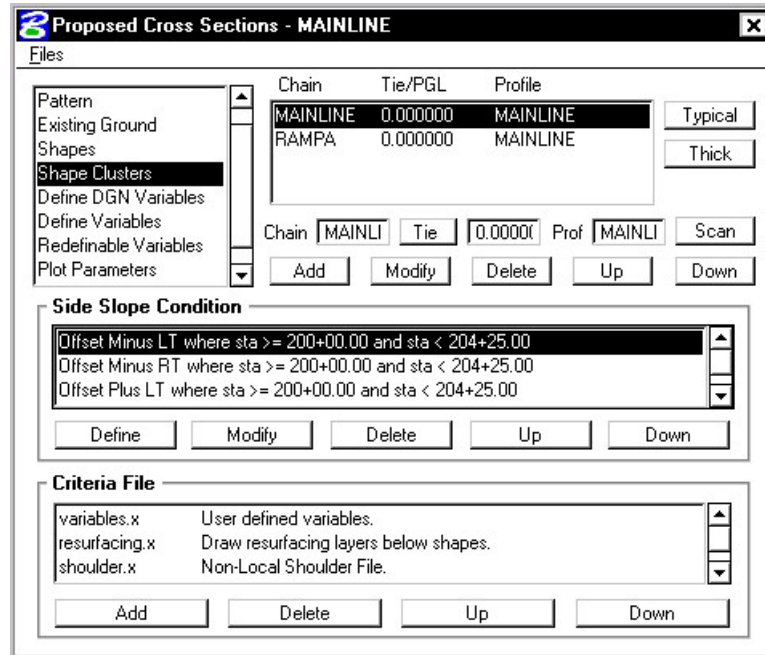 Proposed Cross Sections - MAINLINE
Files
Pattern
Existing Ground
Shapes
Shape Clusters
Define DGN Variables
Define Variables
Redefinable Variables
Plot Parameters
Chain Tie/PGL Profile
MAINLINE 0.000000 MAINLINE
RAMPA 0.000000 MAINLINE
Typical
Thick
Chain MAINLI Tie 0.0000( Prof MAINLI Scan
Add Modify Delete Up Down
Side Slope Condition
Offset Minus LT where sta >= 200+00.00 and sta < 204+25.00
Offset Minus RT where sta >= 200+00.00 and sta < 204+25.00
Offset Plus LT where sta >= 200+00.00 and sta < 204+25.00
Define Modify Delete Up Down
Criteria File
variables.x User defined variables.
resurfacing.x Draw resurfacing layers below shapes.
shoulder.x Non-Local Shoulder File.
Add Delete Up Down